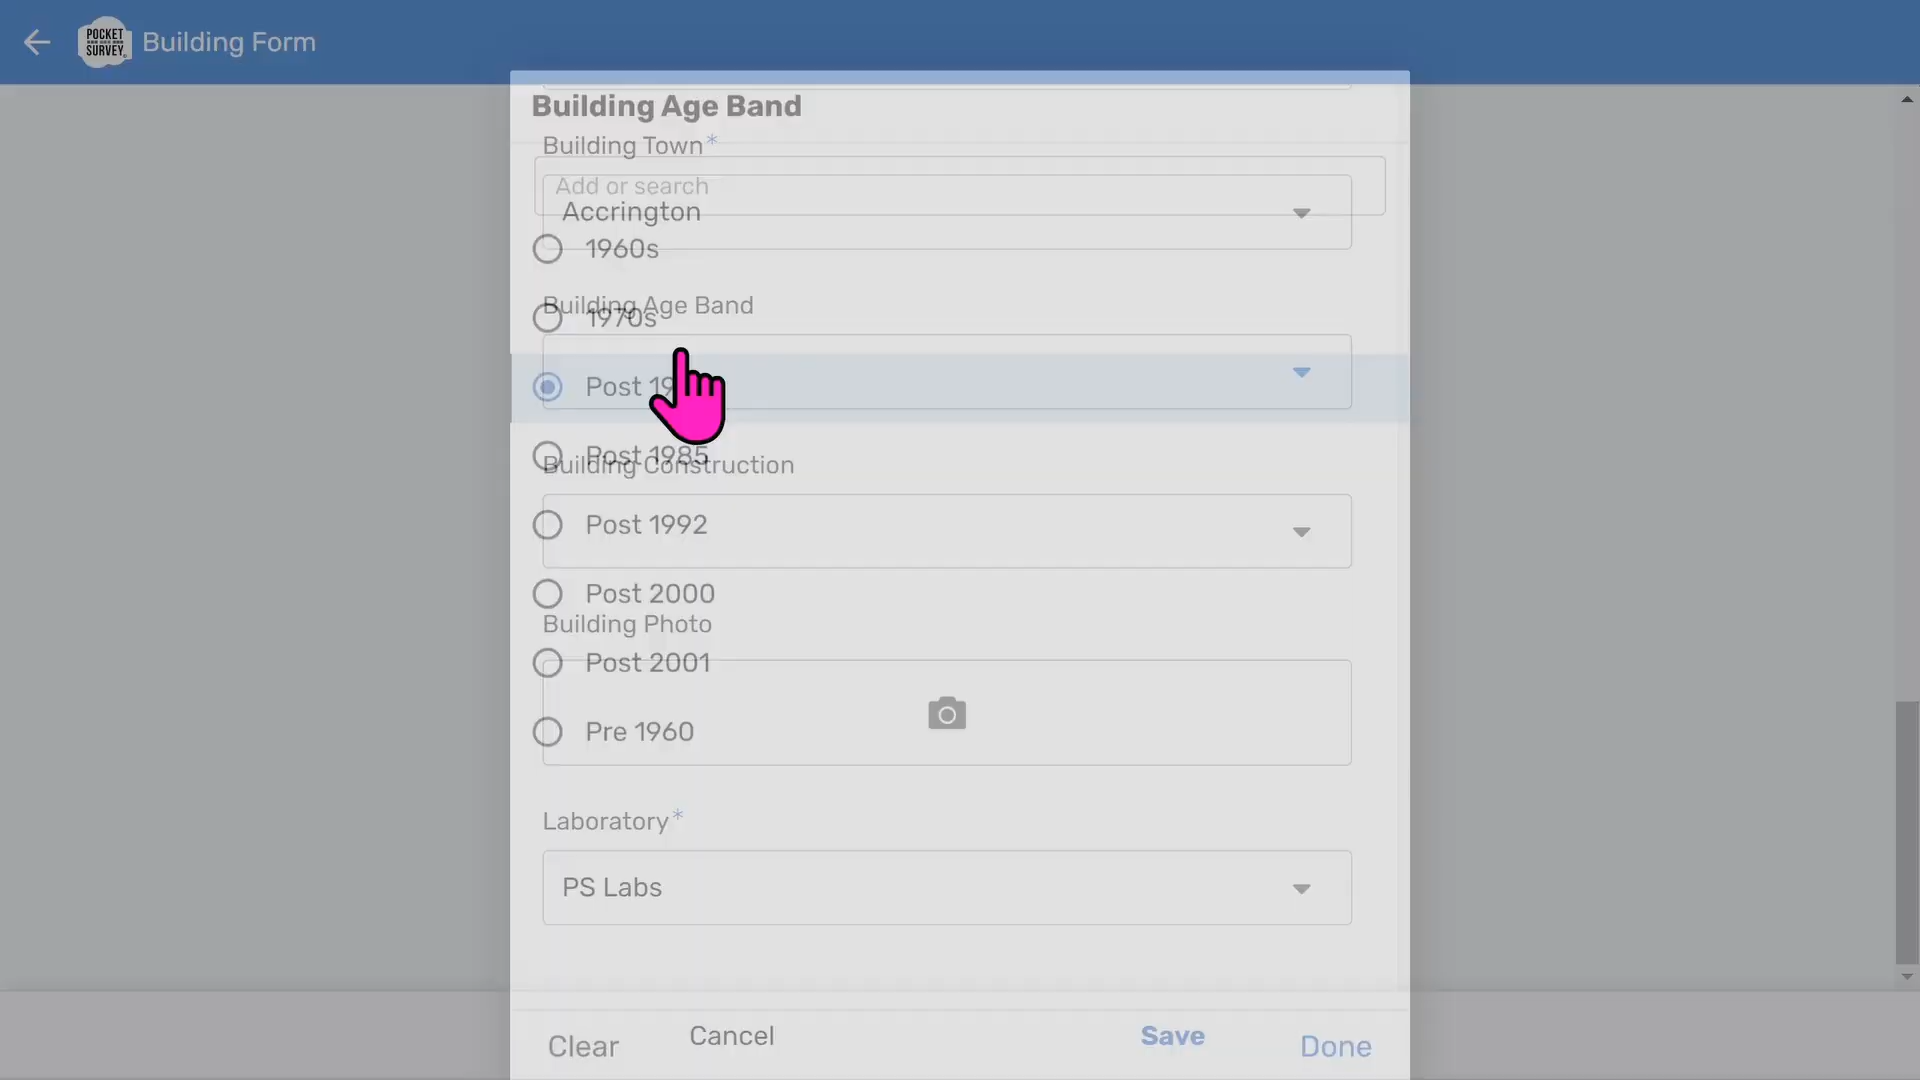 POCKET
SURVEY
Building Form
Building Age Band
Building Town*
Add or search
Accrington
1960s
Building Age Band
1970s
Post
Post 1985
Building Construction
Post 1992
Post 2000
Building Photo
Post 2001
Pre 1960
Laboratory*
PS Labs
Clear
Cancel
Save
Done